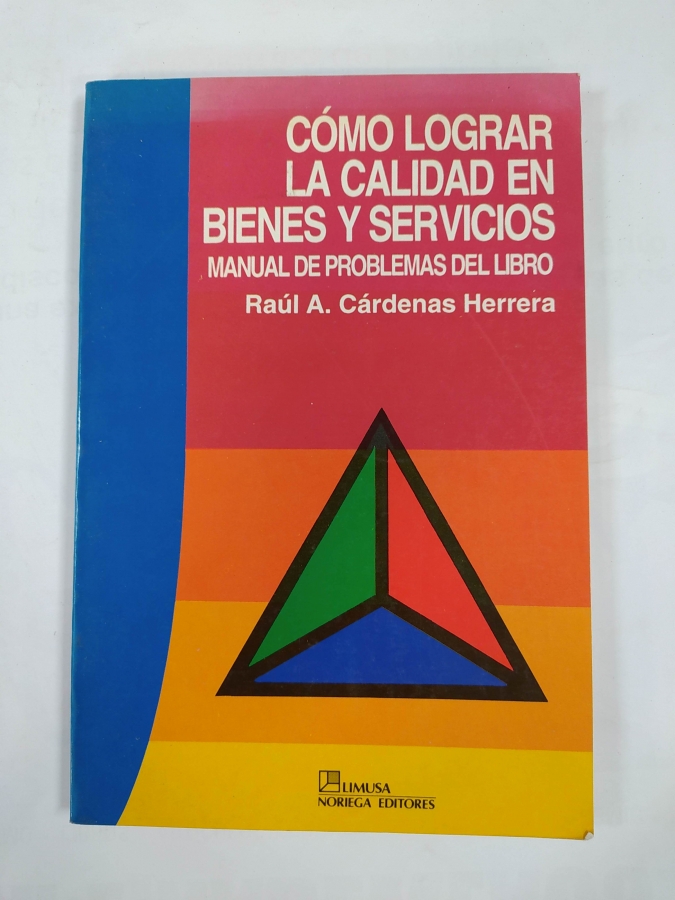 CÓMO LOGRAR
LA CALIDAD EN
BIENES Y SERVICIOS
MANUAL DE PROBLEMAS DEL LIBRO
Raúl A. Cárdenas Herrera
LIMUSA
NORIEGA EDITORES